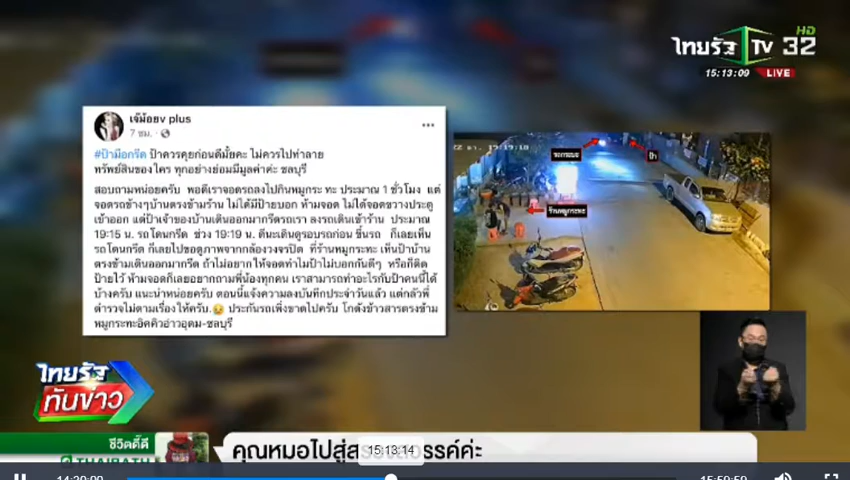 ไทยรัฐ TV 32 HD
15:13:09 LIVE
เจ๊ม้อยv plus
7 ชม.
#ป้ามือกรีด ป้าควรคุยก่อนดีมั้ยคะ ไม่ควรไปทำลาย
ทรัพย์สินของใคร ทุกอย่างย่อมมีมูลค่าค่ะ ชลบุรี
สอบถามหน่อยครับ พอดีเราจอดรถลงไปกินหมูกระทะ ประมาณ 1 ชั่วโมง แต่
จอดรถข้างๆบ้านตรงข้ามร้าน ไม่ได้มีป้ายบอก ห้ามจอด ไม่ได้จอดขวางประตู
เข้าออก แต่ป้าเจ้าของบ้านเดินออกมากรีดรถเรา ลงรถเดินเข้าร้าน ประมาณ
19:15 น. รถโดนกรีด ช่วง 19:19 น. ตีนะเดินดูรอบรถก่อน ขึ้นรถ ก็เลยเห็น
รถโดนกรีด ก็เลยไปขอดูภาพจากกล้องวงจรปิด ที่ร้านหมูกระทะ เห็นป้าบ้าน
ตรงข้ามเดินออกมากรีด ถ้าไม่อยากให้จอดทำไมป้าไม่บอกกันดีๆ หรือก็ติด
ป้ายไว้ ห้ามจอดก็เลยอยากถามพี่น้องทุกคน เราสามารถทำอะไรกับป้าคนนี้ได้
บ้างครับ แนะนำหน่อยครับ ตอนนี้แจ้งความลงบันทึกประจำวันแล้ว แต่กลัวพี่
ตำรวจไม่ตามเรื่องให้ครับ.😢 ประกันรถเพิ่งขาดไปครับ โกดังข้าวสารตรงข้าม
หมูกระทะอิคคิวอ่าวอุดม-ชลบุรี
19:19:18
ป้า
ร้านหมูกระทะ
ไทยรัฐ
ทันข่าว
ชีวิตดี๊ดี
THAIRATH
คุณหมอไปสู่
15:13:14
รรค์ค่ะ
14:29:00
15:59:59